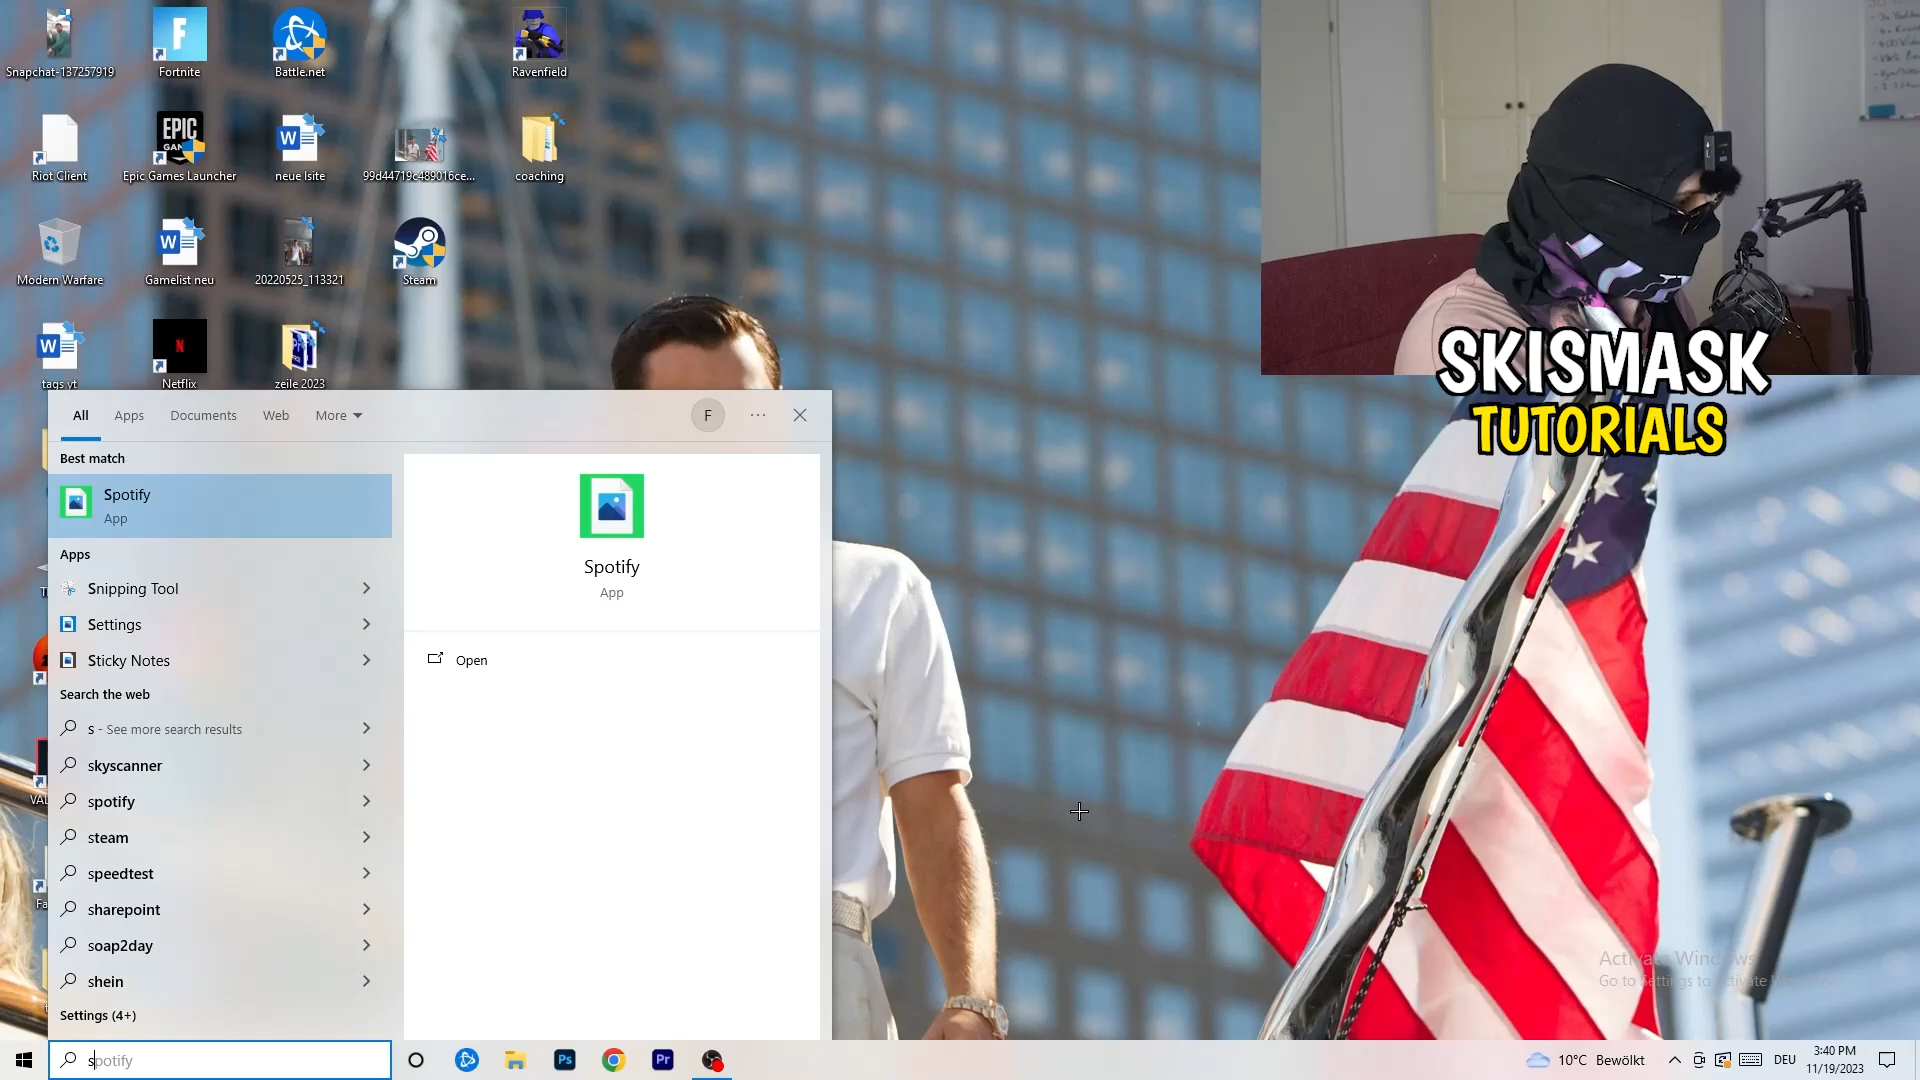 Snapchat-137257919
Fortnite
Battle.net
Ravenfield
EPIC
Riot Client
Epic Games Launcher
neue lsite
99d44719c489016ce...
coaching
Modern Warfare
Gamelist neu
20220525_113321
Steam
tags yt
Netflix
zeile 2023
SKISMASK
TUTORIALS
All
Apps
Documents
Web
More
F
Best match
Spotify
App
Apps
Snipping Tool
Settings
Sticky Notes
Search the web
s - See more search results
skyscanner
spotify
steam
speedtest
sharepoint
soap2day
shein
Settings (4+)
spotify
Spotify
App
Open
Activate Windows
Go to Settings to activate
Ps
Pr
10°C Bewölkt
DEU
3:40 PM
11/19/2023